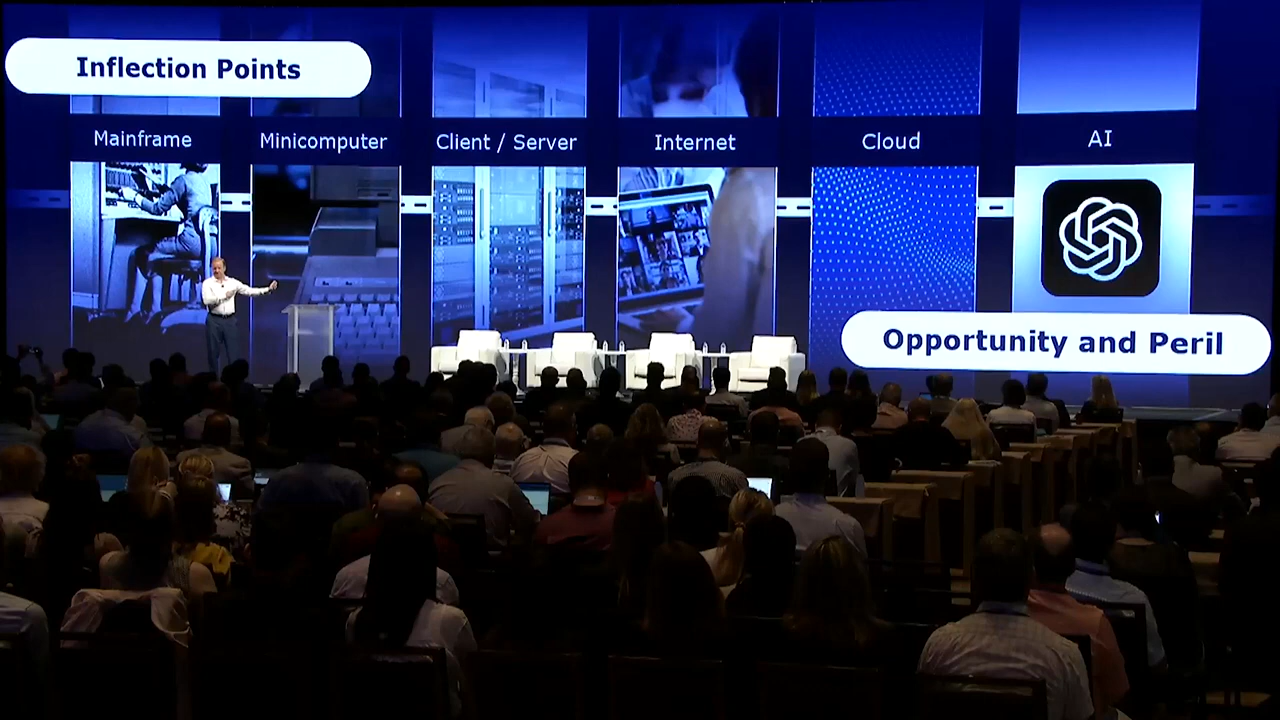 Inflection Points
Mainframe
Minicomputer
Client / Server
Internet
Cloud
AI
Opportunity and Peril